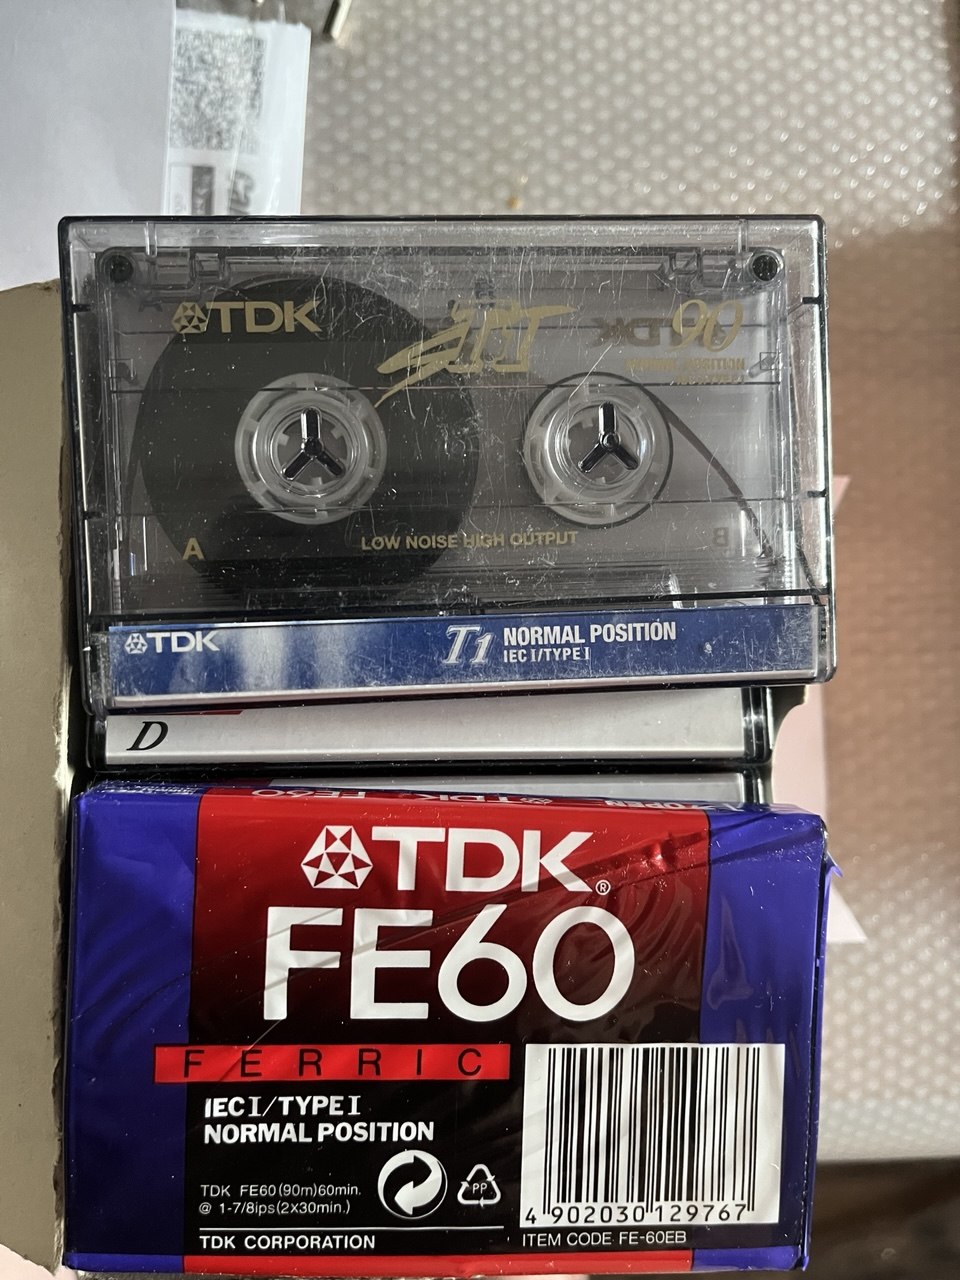 TDK
90
A
LOW NOISE HIGH OUTPUT
B
TDK
T1
NORMAL POSITION
IEC I/TYPE I
D
FE60
TDK®
FE60
FERRIC
IEC I/TYPE I
NORMAL POSITION
TDK FE60(90m)60min.
@ 1-7/8ips(2x30min.)
PP
TDK CORPORATION
4 902030 129767
ITEM CODE FE-60EB